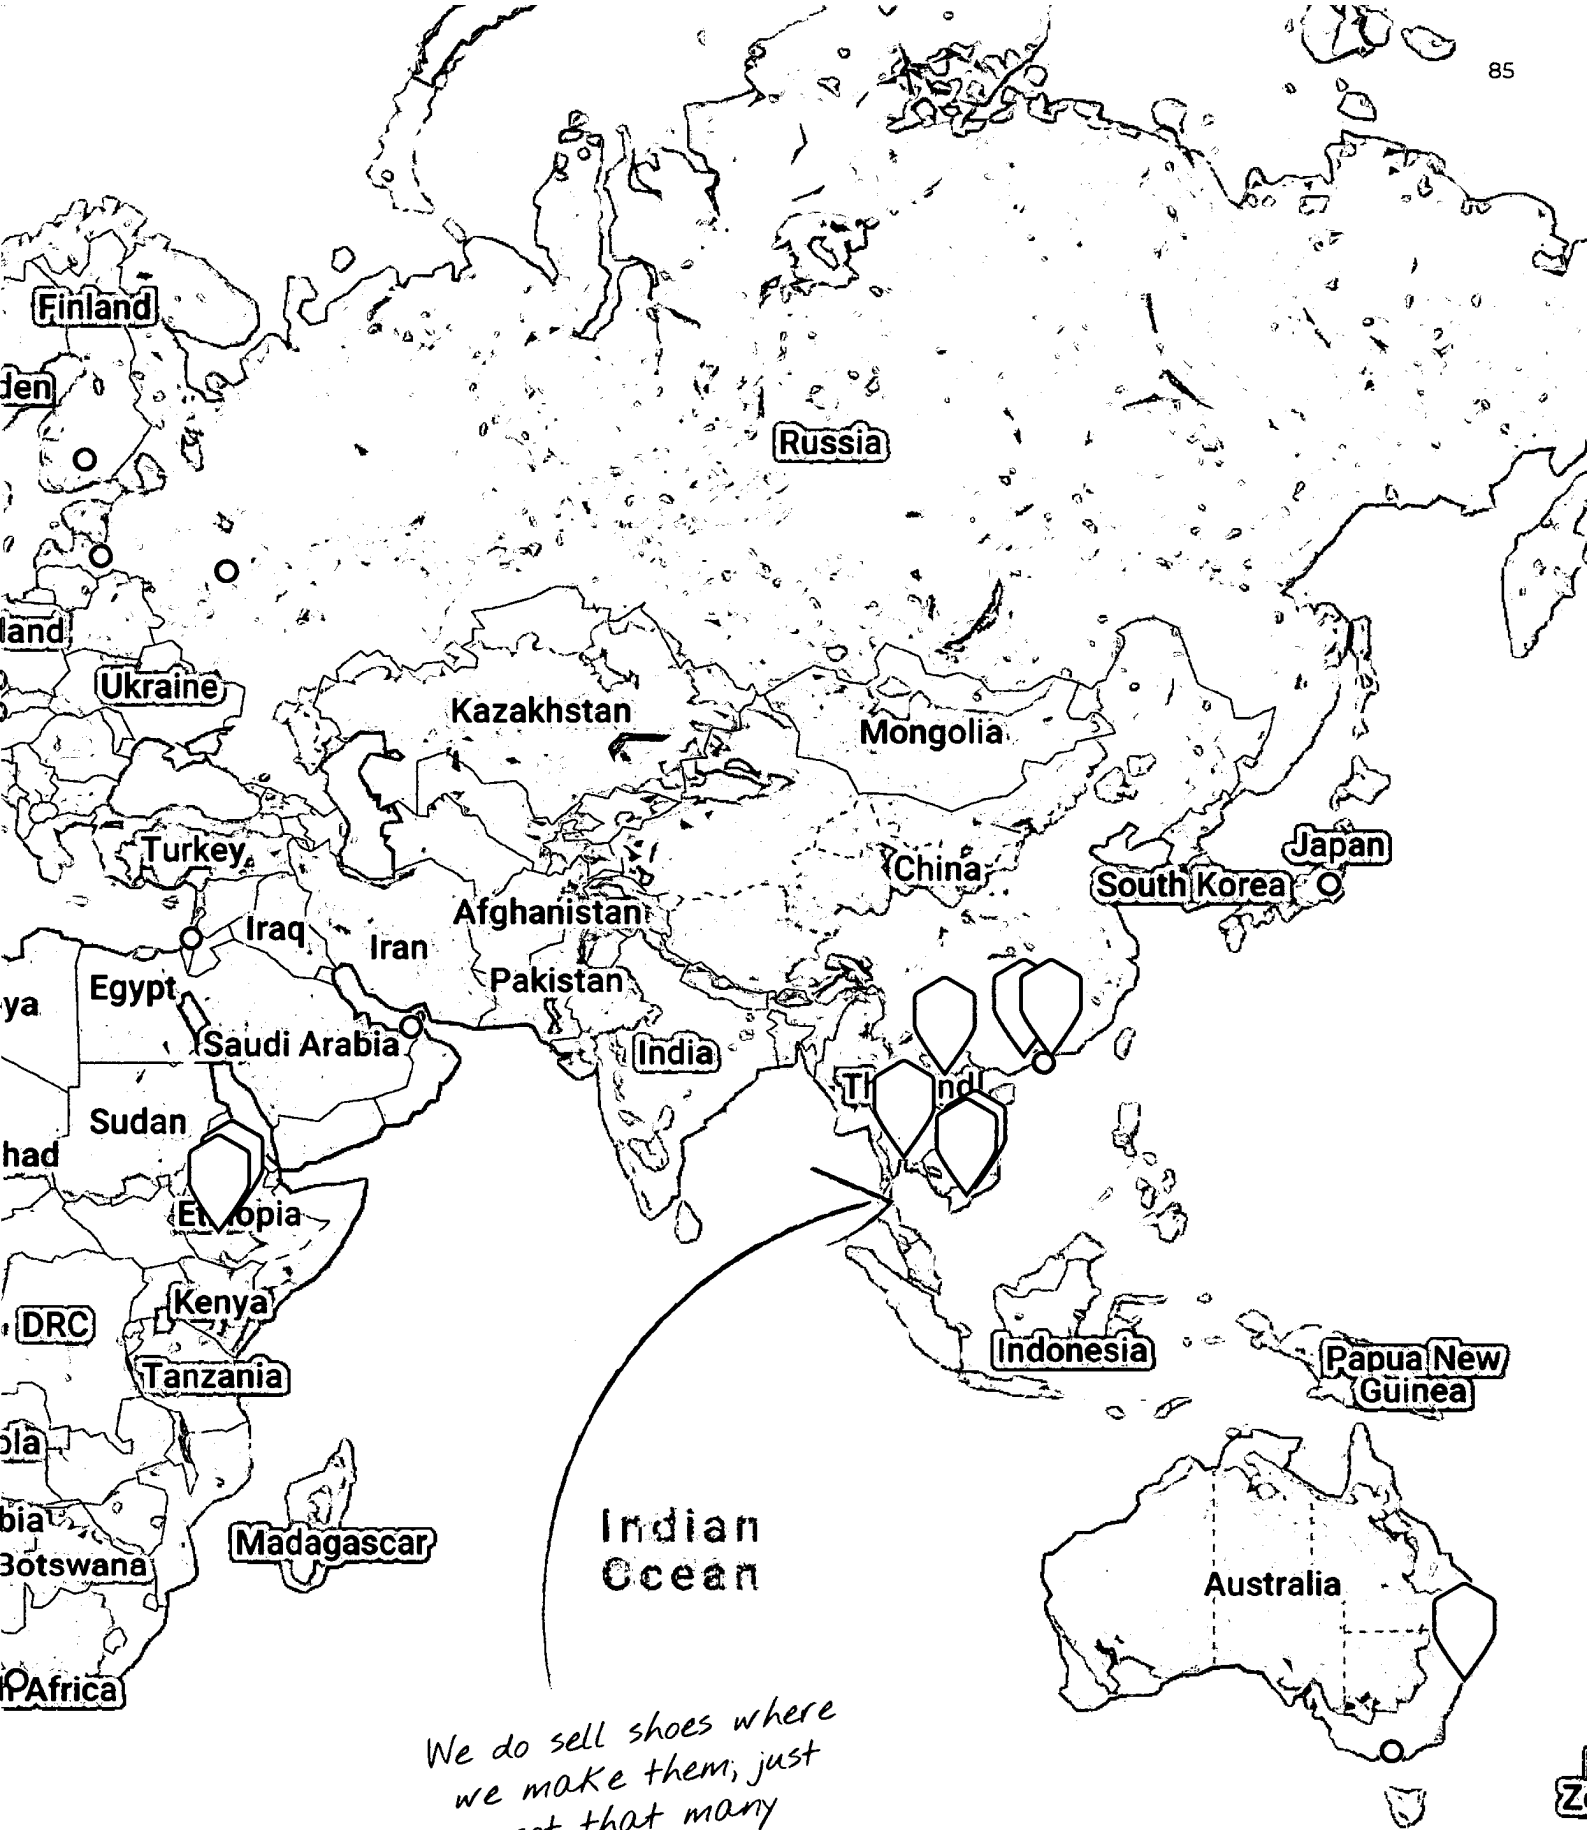 85
Finland
den
Russia
land
Ukraine
Kazakhstan
Mongolia
Turkey
China
Japan
South Korea
Afghanistan
Iraq
Iran
Pakistan
Egypt
ya
Saudi Arabia
India
Sudan
had
Kenya
DRC
Tanzania
Indonesia
Papua New
Guinea
ola
bia
Madagascar
Botswana
Indian
Ocean
Australia
Africa
We do sell shoes where
we make them, just
that many